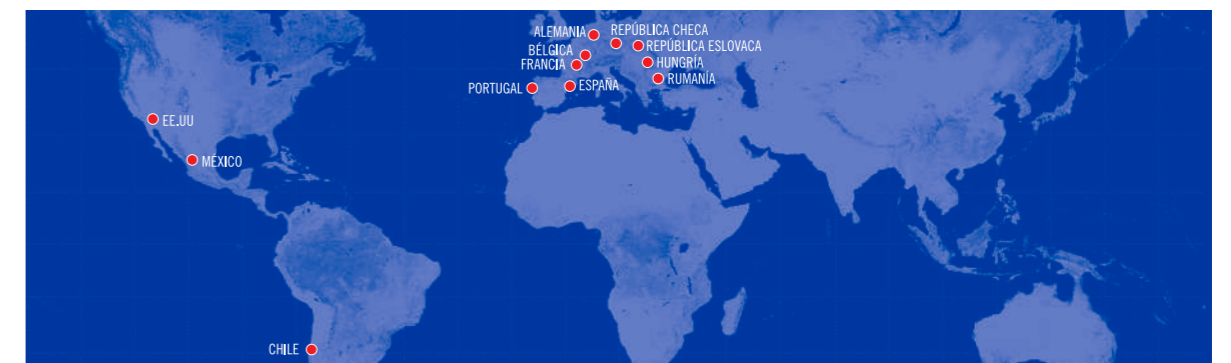 ALEMANIA
REPÚBLICA CHECA
BÉLGICA
REPÚBLICA ESLOVACA
FRANCIA
HUNGRÍA
RUMANÍA
PORTUGAL
ESPAÑA
EE.UU
MÉXICO
CHILE